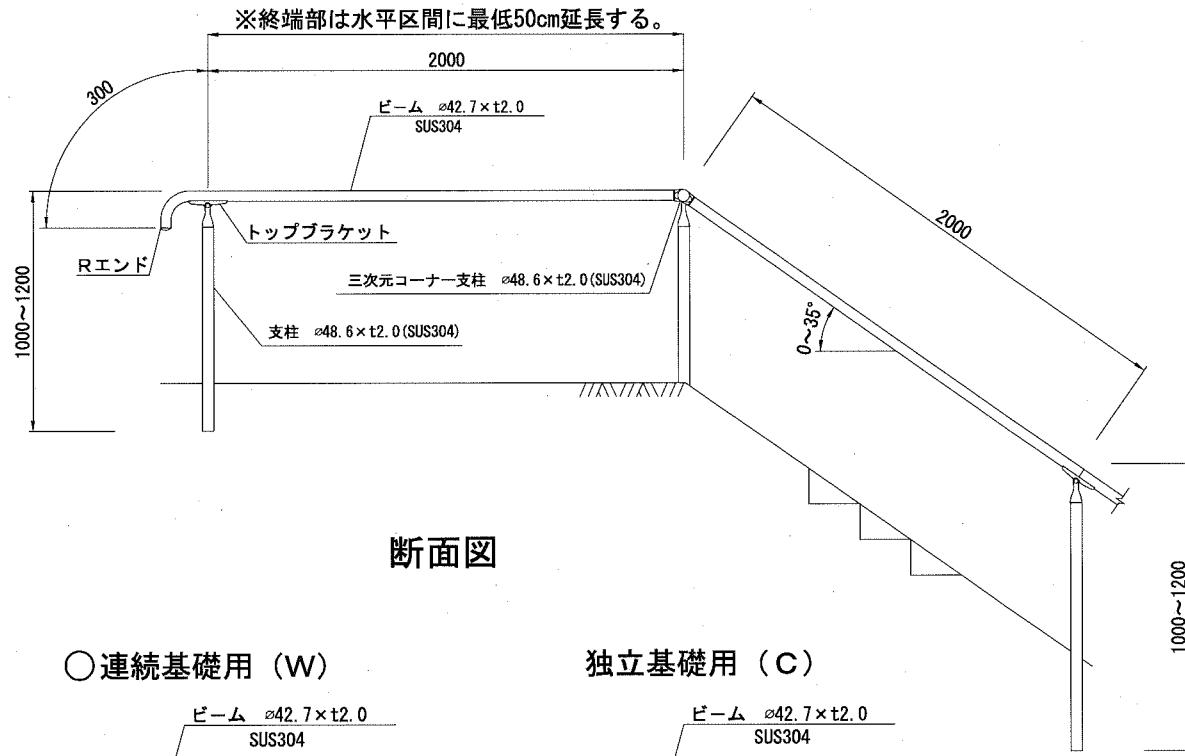 ※終端部は水平区間に最低50cm延長する。
2000
300
ビーム ⌀42.7×t2.0
SUS304
2000
トップブラケット
Rエンド
三次元コーナー支柱 ⌀48.6×t2.0(SUS304)
1000～1200
支柱 ⌀48.6×t2.0(SUS304)
0～35°
断面図
1000～1200
○連続基礎用（W）
独立基礎用（C）
ビーム ⌀42.7×t2.0
SUS304
ビーム ⌀42.7×t2.0
SUS304